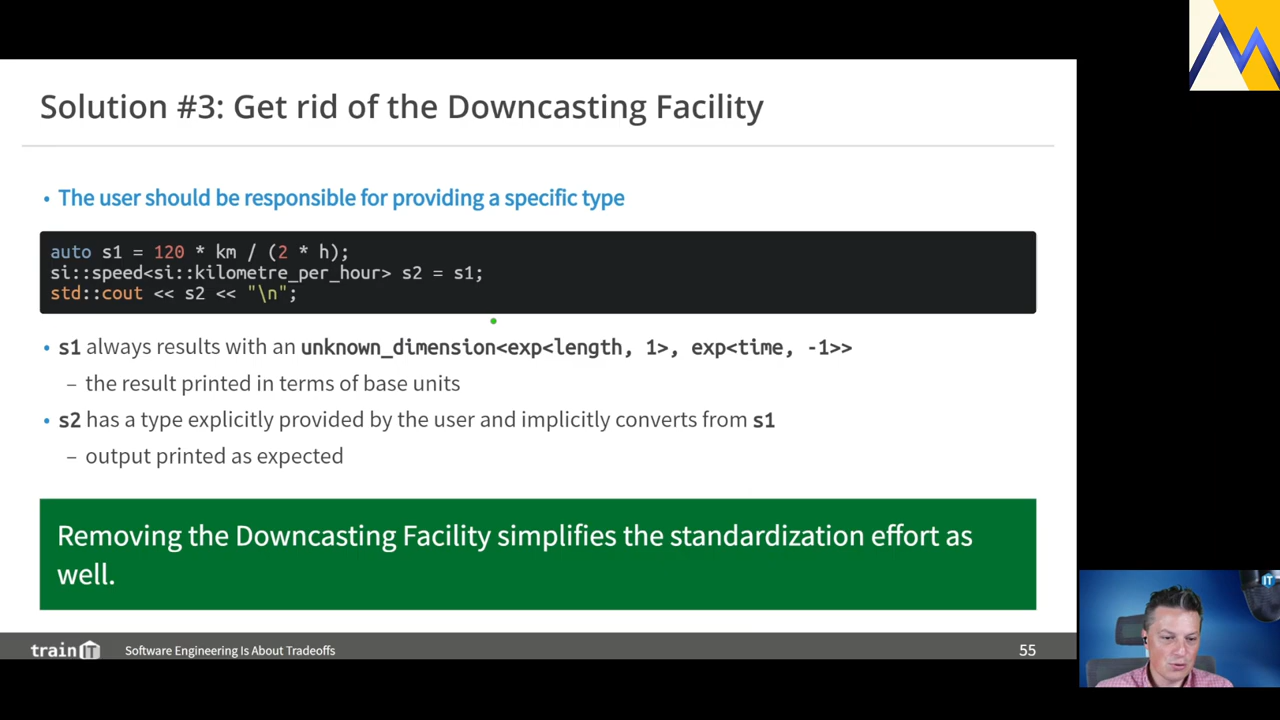 Solution #3: Get rid of the Downcasting Facility
• The user should be responsible for providing a specific type
auto s1 = 120 * km / (2 * h);
si::speed<si::kilometre_per_hour> s2 = s1;
std::cout << s2 << "\n";
• s1 always results with an unknown_dimension<exp<length, 1>, exp<time, -1>>
– the result printed in terms of base units
• s2 has a type explicitly provided by the user and implicitly converts from s1
– output printed as expected
Removing the Downcasting Facility simplifies the standardization effort as
well.
train IT
Software Engineering Is About Tradeoffs
55
IT